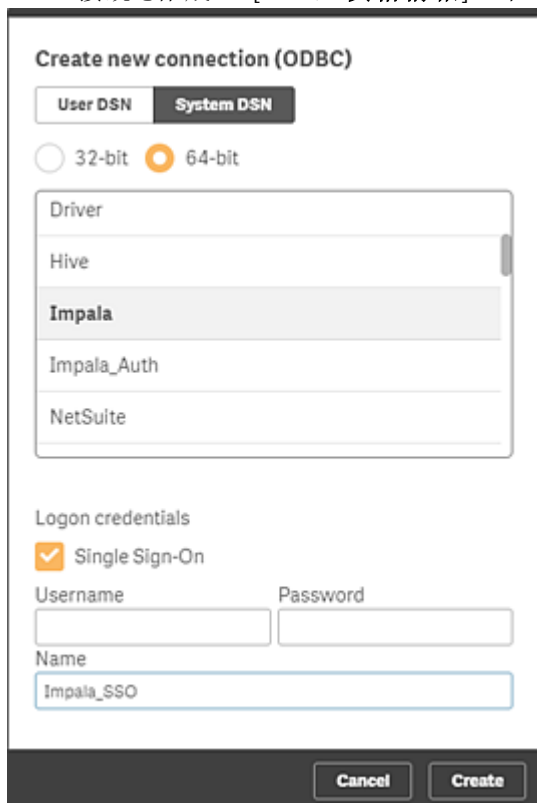 Create new connection (ODBC)
User DSN System DSN
32-bit 64-bit
Driver
Hive
Impala
Impala_Auth
NetSuite
Logon credentials
Single Sign-On
Username Password
Name
Impala_SSO
Cancel Create